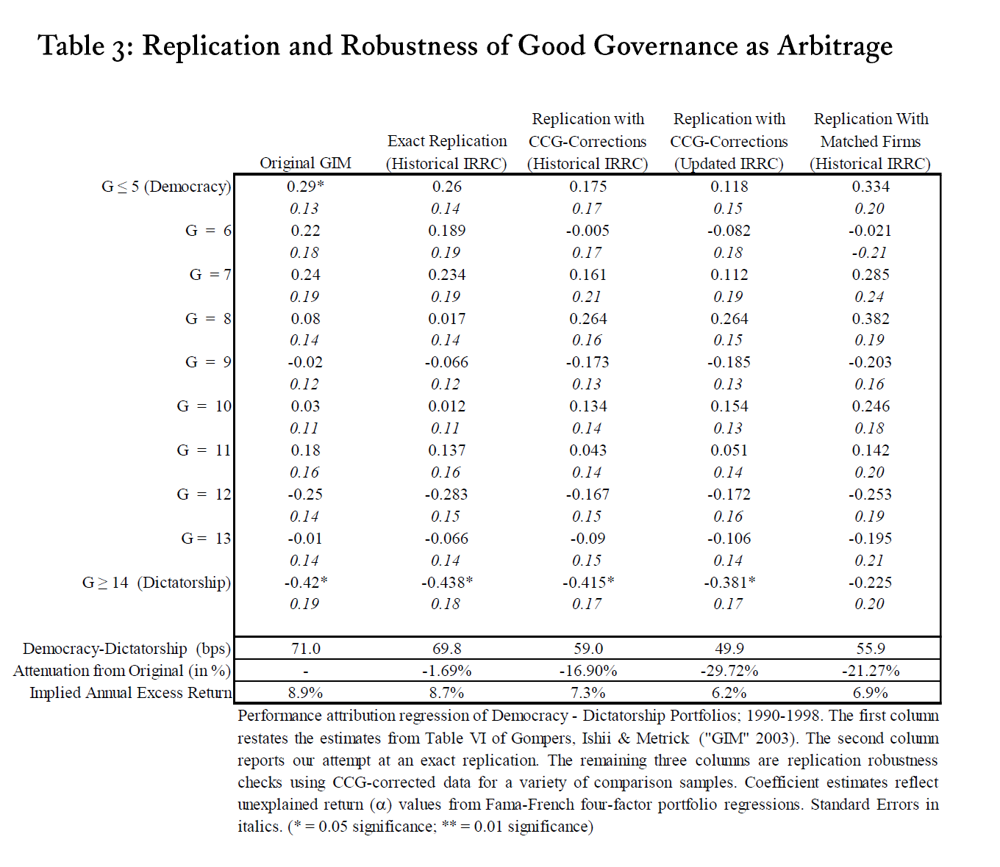 Table 3: Replication and Robustness of Good Governance as Arbitrage
Replication with Replication with Replication With
Exact Replication CCG-Corrections CCG-Corrections Matched Firms
Original GIM (Historical IRRC) (Historical IRRC) (Updated IRRC) (Historical IRRC)
G ≤ 5 (Democracy) 0.29* 0.26 0.175 0.118 0.334
0.13 0.14 0.17 0.15 0.20
G = 6 0.22 0.189 -0.005 -0.082 -0.021
0.18 0.19 0.17 0.18 -0.21
G = 7 0.24 0.234 0.161 0.112 0.285
0.19 0.19 0.21 0.19 0.24
G = 8 0.08 0.017 0.264 0.264 0.382
0.14 0.14 0.16 0.15 0.19
G = 9 -0.02 -0.066 -0.173 -0.185 -0.203
0.12 0.12 0.13 0.13 0.16
G = 10 0.03 0.012 0.134 0.154 0.246
0.11 0.11 0.14 0.13 0.18
G = 11 0.18 0.137 0.043 0.051 0.142
0.16 0.16 0.14 0.14 0.20
G = 12 -0.25 -0.283 -0.167 -0.172 -0.253
0.14 0.15 0.15 0.16 0.19
G = 13 -0.01 -0.066 -0.09 -0.106 -0.195
0.14 0.14 0.15 0.14 0.21
G ≥ 14 (Dictatorship) -0.42* -0.438* -0.415* -0.381* -0.225
0.19 0.18 0.17 0.17 0.20
Democracy-Dictatorship (bps) 71.0 69.8 59.0 49.9 55.9
Attenuation from Original (in %) - -1.69% -16.90% -29.72% -21.27%
Implied Annual Excess Return 8.9% 8.7% 7.3% 6.2% 6.9%
Performance attribution regression of Democracy - Dictatorship Portfolios; 1990-1998. The first column
restates the estimates from Table VI of Gompers, Ishii & Metrick ("GIM" 2003). The second column
reports our attempt at an exact replication. The remaining three columns are replication robustness
checks using CCG-corrected data for a variety of comparison samples. Coefficient estimates reflect
unexplained return (α) values from Fama-French four-factor portfolio regressions. Standard Errors in
italics. (* = 0.05 significance; ** = 0.01 significance)